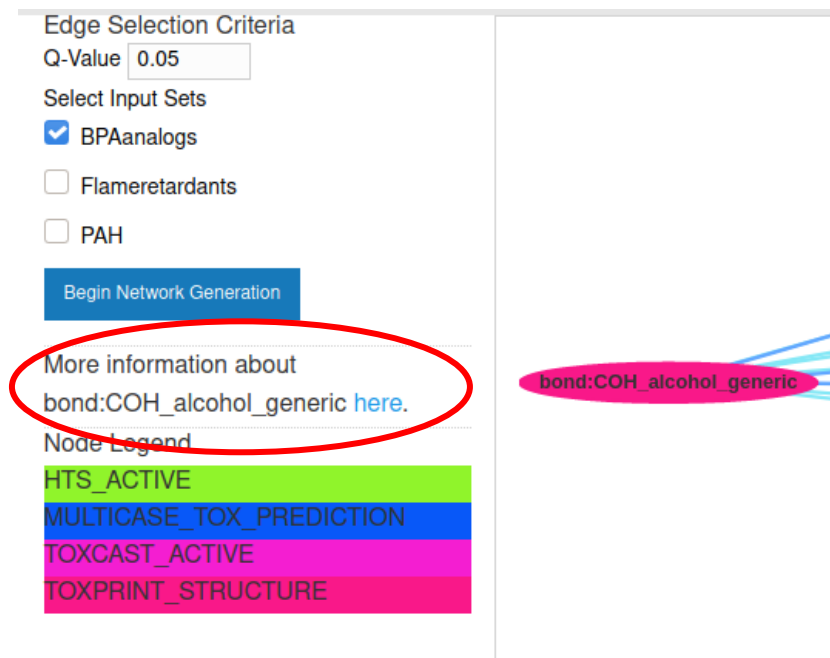 Edge Selection Criteria
Q-Value 0.05
Select Input Sets
BPAanalogs
Flameretardants
PAH
Begin Network Generation
More information about
bond:COH_alcohol_generic here.
Node Legend
HTS_ACTIVE
MULTICASE_TOX_PREDICTION
TOXCAST_ACTIVE
TOXPRINT_STRUCTURE
bond:COH_alcohol_generic